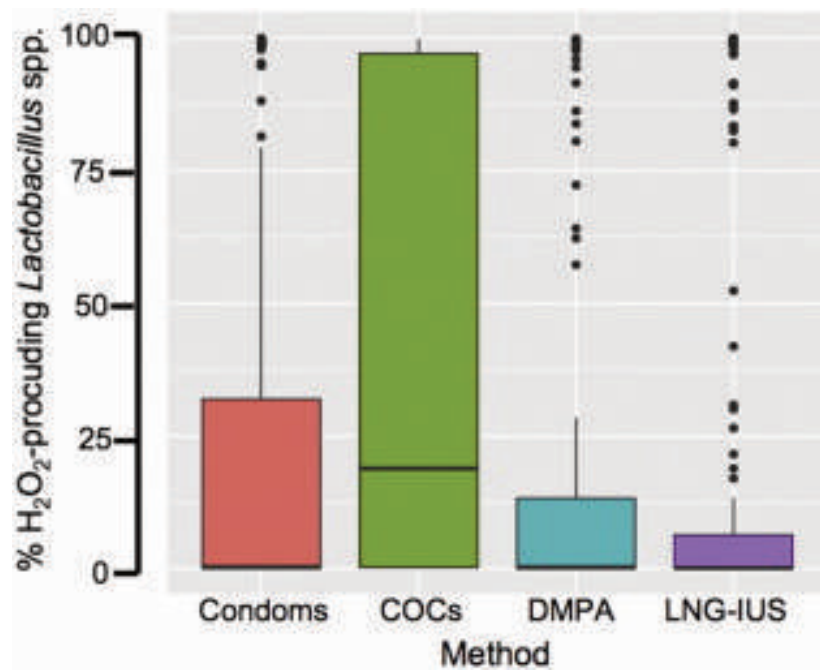 % H₂O₂-procuding Lactobacillus spp.
100
75
50
25
0
Condoms COCs DMPA LNG-IUS
Method